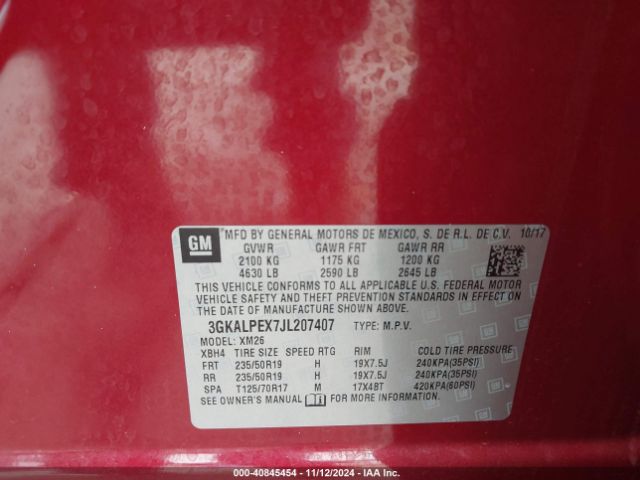 GM MFD BY GENERAL MOTORS DE MEXICO, S. DE R.L. DE C.V. 10/17
GVWR GAWR FRT GAWR RR
2100 KG 1175 KG 1200 KG
4630 LB 2590 LB 2645 LB
THIS VEHICLE CONFORMS TO ALL APPLICABLE U.S. FEDERAL MOTOR
VEHICLE SAFETY, BUMPER, AND THEFT PREVENTION STANDARDS IN EFFECT ON
THE DATE OF MANUFACTURE SHOWN ABOVE.
3GKALPEX7JL207407 TYPE: M.P.V.
MODEL: XM26
XBH4 TIRE SIZE SPEED RTG RIM COLD TIRE PRESSURE
FRT 235/50R19 H 19X7.5J 240KPA(35PSI)
RR 235/50R19 H 19X7.5J 240KPA(35PSI)
SPA T125/70R17 M 17X4BT 420KPA(60PSI)
SEE OWNER'S MANUAL FOR MORE INFORMATION.
000-40845454 - 11/12/2024 - IAA Inc.